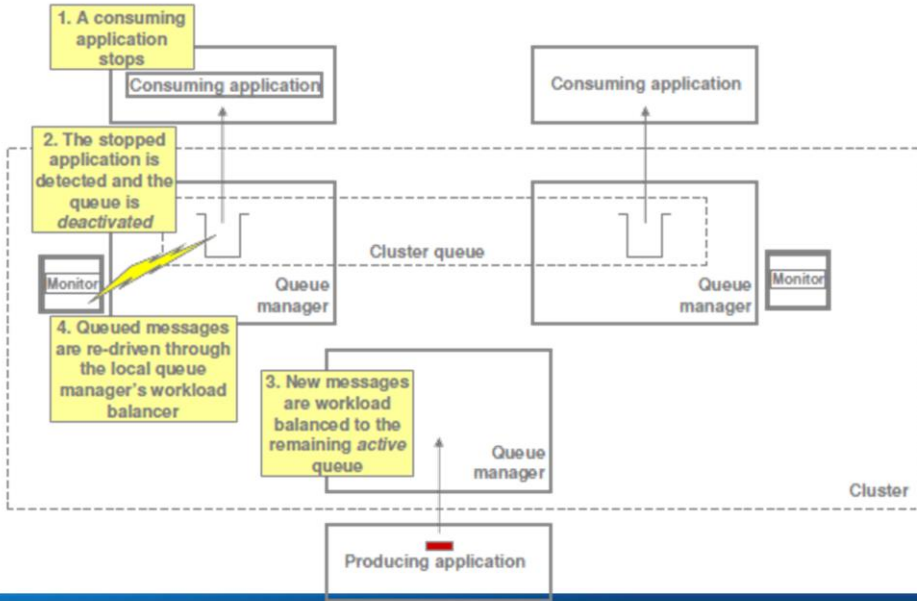 1. A consuming
application
stops
Consuming application
Consuming application
2. The stopped
application is
detected and the
queue is
deactivated
Cluster queue
Monitor
Queue
manager
Queue
manager
Monitor
4. Queued messages
are re-driven through
the local queue
manager's workload
balancer
3. New messages
are workload
balanced to the
remaining active
queue
Queue
manager
Cluster
Producing application